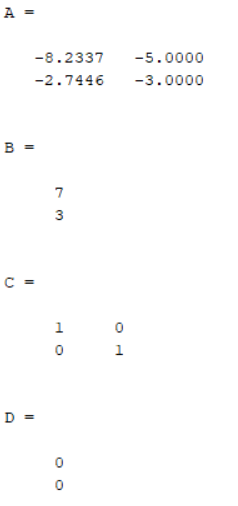 A =
-8.2337 -5.0000
-2.7446 -3.0000
B =
7
3
C =
1 0
0 1
D =
0
0